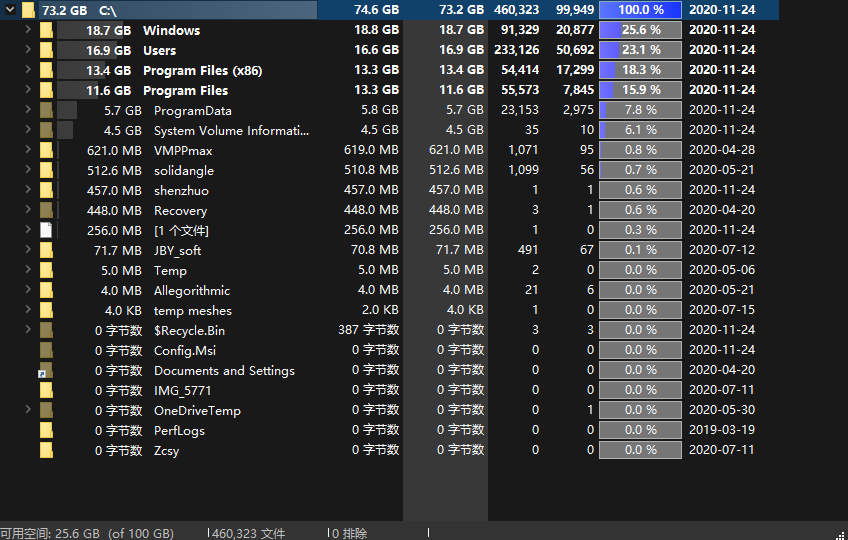 73.2 GB C:\ 74.6 GB 73.2 GB 460,323 99,949 100.0 % 2020-11-24
18.7 GB Windows 18.8 GB 18.7 GB 91,329 20,877 25.6 % 2020-11-24
16.9 GB Users 16.6 GB 16.9 GB 233,126 50,692 23.1 % 2020-11-24
13.4 GB Program Files (x86) 13.3 GB 13.4 GB 54,414 17,299 18.3 % 2020-11-24
11.6 GB Program Files 13.3 GB 11.6 GB 55,573 7,845 15.9 % 2020-11-24
5.7 GB ProgramData 5.8 GB 5.7 GB 23,153 2,975 7.8 % 2020-11-24
4.5 GB System Volume Informati... 4.5 GB 4.5 GB 35 10 6.1 % 2020-11-24
621.0 MB VMPPmax 619.0 MB 621.0 MB 1,071 95 0.8 % 2020-04-28
512.6 MB solidangle 510.8 MB 512.6 MB 1,099 56 0.7 % 2020-05-21
457.0 MB shenzhuo 457.0 MB 457.0 MB 1 1 0.6 % 2020-11-24
448.0 MB Recovery 448.0 MB 448.0 MB 3 1 0.6 % 2020-04-20
256.0 MB [1 个文件] 256.0 MB 256.0 MB 1 0 0.3 % 2020-11-24
71.7 MB JBY_soft 70.8 MB 71.7 MB 491 67 0.1 % 2020-07-12
5.0 MB Temp 5.0 MB 5.0 MB 2 0 0.0 % 2020-05-06
4.0 MB Allegorithmic 4.0 MB 4.0 MB 21 6 0.0 % 2020-05-21
4.0 KB temp meshes 2.0 KB 4.0 KB 1 0 0.0 % 2020-07-15
0 字节数 $Recycle.Bin 387 字节数 0 字节数 3 3 0.0 % 2020-11-24
0 字节数 Config.Msi 0 字节数 0 字节数 0 0 0.0 % 2020-11-24
0 字节数 Documents and Settings 0 字节数 0 字节数 0 0 0.0 % 2020-04-20
0 字节数 IMG_5771 0 字节数 0 字节数 0 0 0.0 % 2020-07-11
0 字节数 OneDriveTemp 0 字节数 0 字节数 0 1 0.0 % 2020-05-30
0 字节数 PerfLogs 0 字节数 0 字节数 0 0 0.0 % 2019-03-19
0 字节数 Zcsy 0 字节数 0 字节数 0 0 0.0 % 2020-07-11
可用空间: 25.6 GB (of 100 GB) 460,323 文件 0 排除